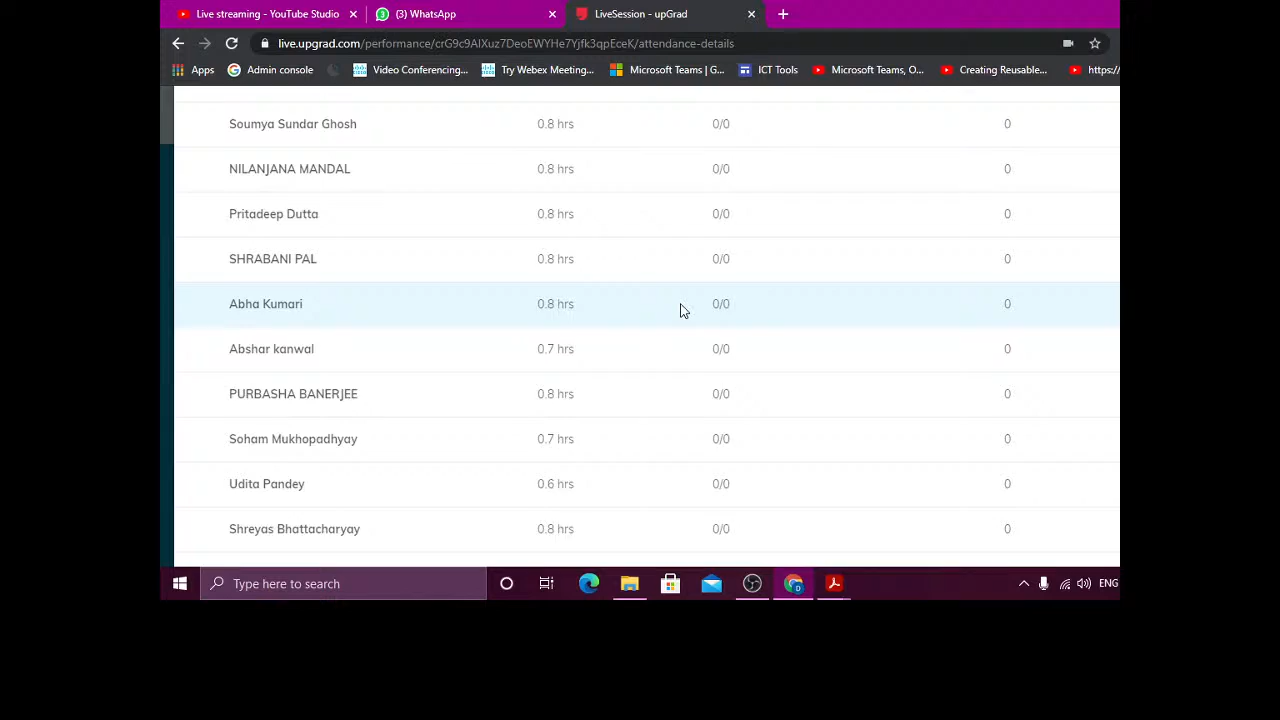 Live streaming - YouTube Studio
(3) WhatsApp
LiveSession - upGrad
live.upgrad.com/performance/crG9c9AlXuz7DeoEWYHe7Yjfk3qpEceK/attendance-details
Apps Admin console Video Conferencing... Try Webex Meeting... Microsoft Teams | G... ICT Tools Microsoft Teams, O... Creating Reusable... https:/
Soumya Sundar Ghosh 0.8 hrs 0/0 0
NILANJANA MANDAL 0.8 hrs 0/0 0
Pritadeep Dutta 0.8 hrs 0/0 0
SHRABANI PAL 0.8 hrs 0/0 0
Abha Kumari 0.8 hrs 0/0 0
Abshar kanwal 0.7 hrs 0/0 0
PURBASHA BANERJEE 0.8 hrs 0/0 0
Soham Mukhopadhyay 0.7 hrs 0/0 0
Udita Pandey 0.6 hrs 0/0 0
Shreyas Bhattacharyay 0.8 hrs 0/0 0
Type here to search
ENG